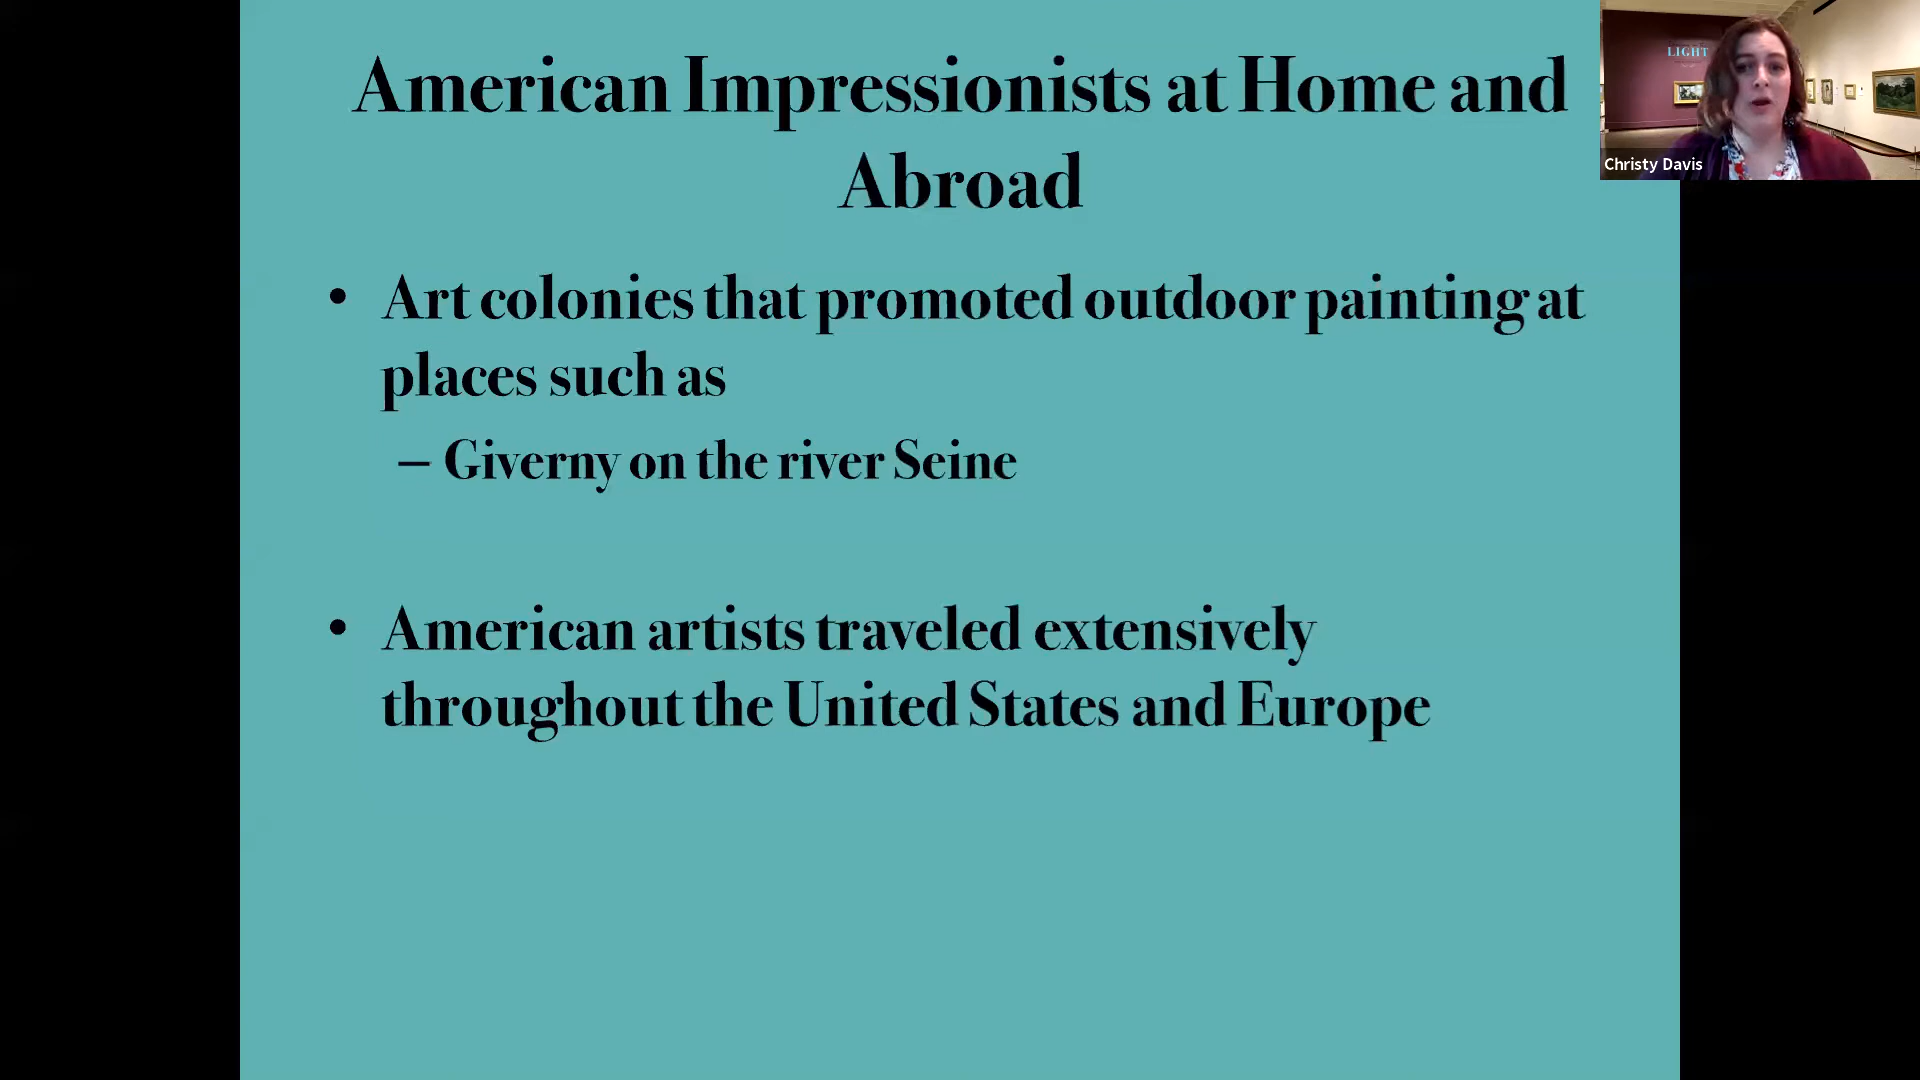 American Impressionists at Home and
Abroad
• Art colonies that promoted outdoor painting at
places such as
– Giverny on the river Seine
• American artists traveled extensively
throughout the United States and Europe
LIGHT
Christy Davis